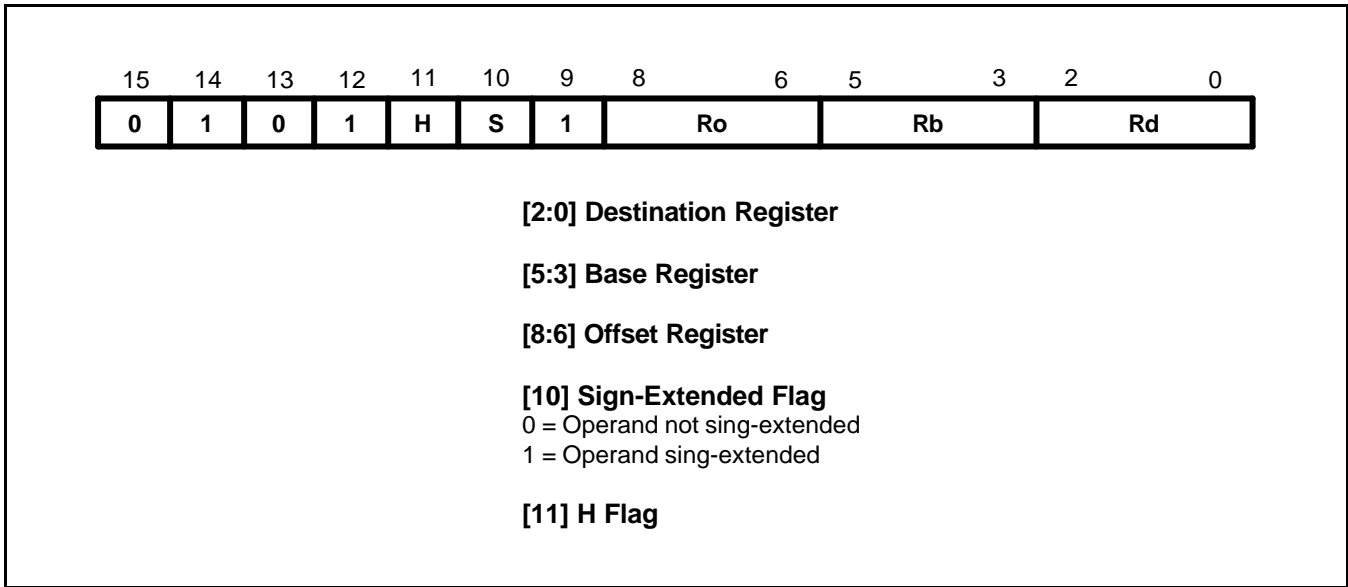 15 14 13 12 11 10 9 8 6 5 3 2 0
0 1 0 1 H S 1 Ro Rb Rd
[2:0] Destination Register
[5:3] Base Register
[8:6] Offset Register
[10] Sign-Extended Flag
0 = Operand not sing-extended
1 = Operand sing-extended
[11] H Flag